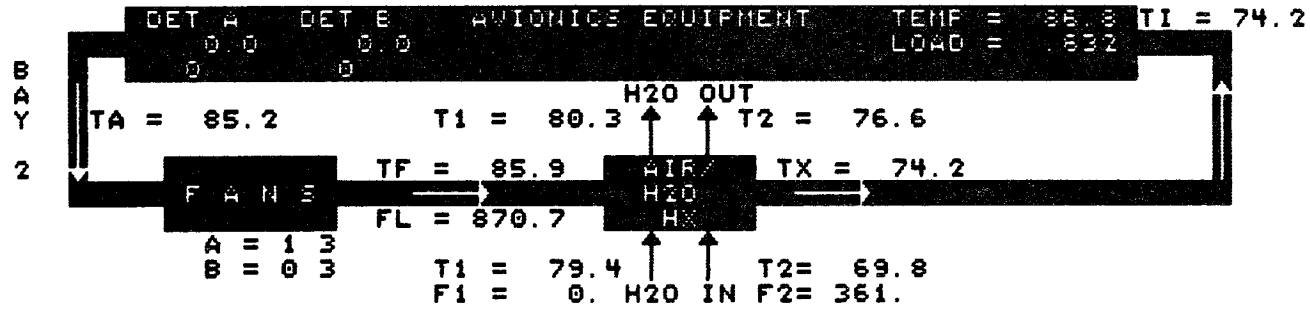 DET A DET B AVIONICS EQUIPMENT TEMP = 86.8 TI = 74.2
0.0 0.0 LOAD = .632
0 0
BAY 2
H2O OUT
TA = 85.2 T1 = 80.3 T2 = 76.6
TF = 85.9 AIR/ TX = 74.2
FANS H2O
FL = 870.7 HX
A = 1 3
B = 0 3
T1 = 79.4 T2= 69.8
F1 = 0. H2O IN F2= 361.